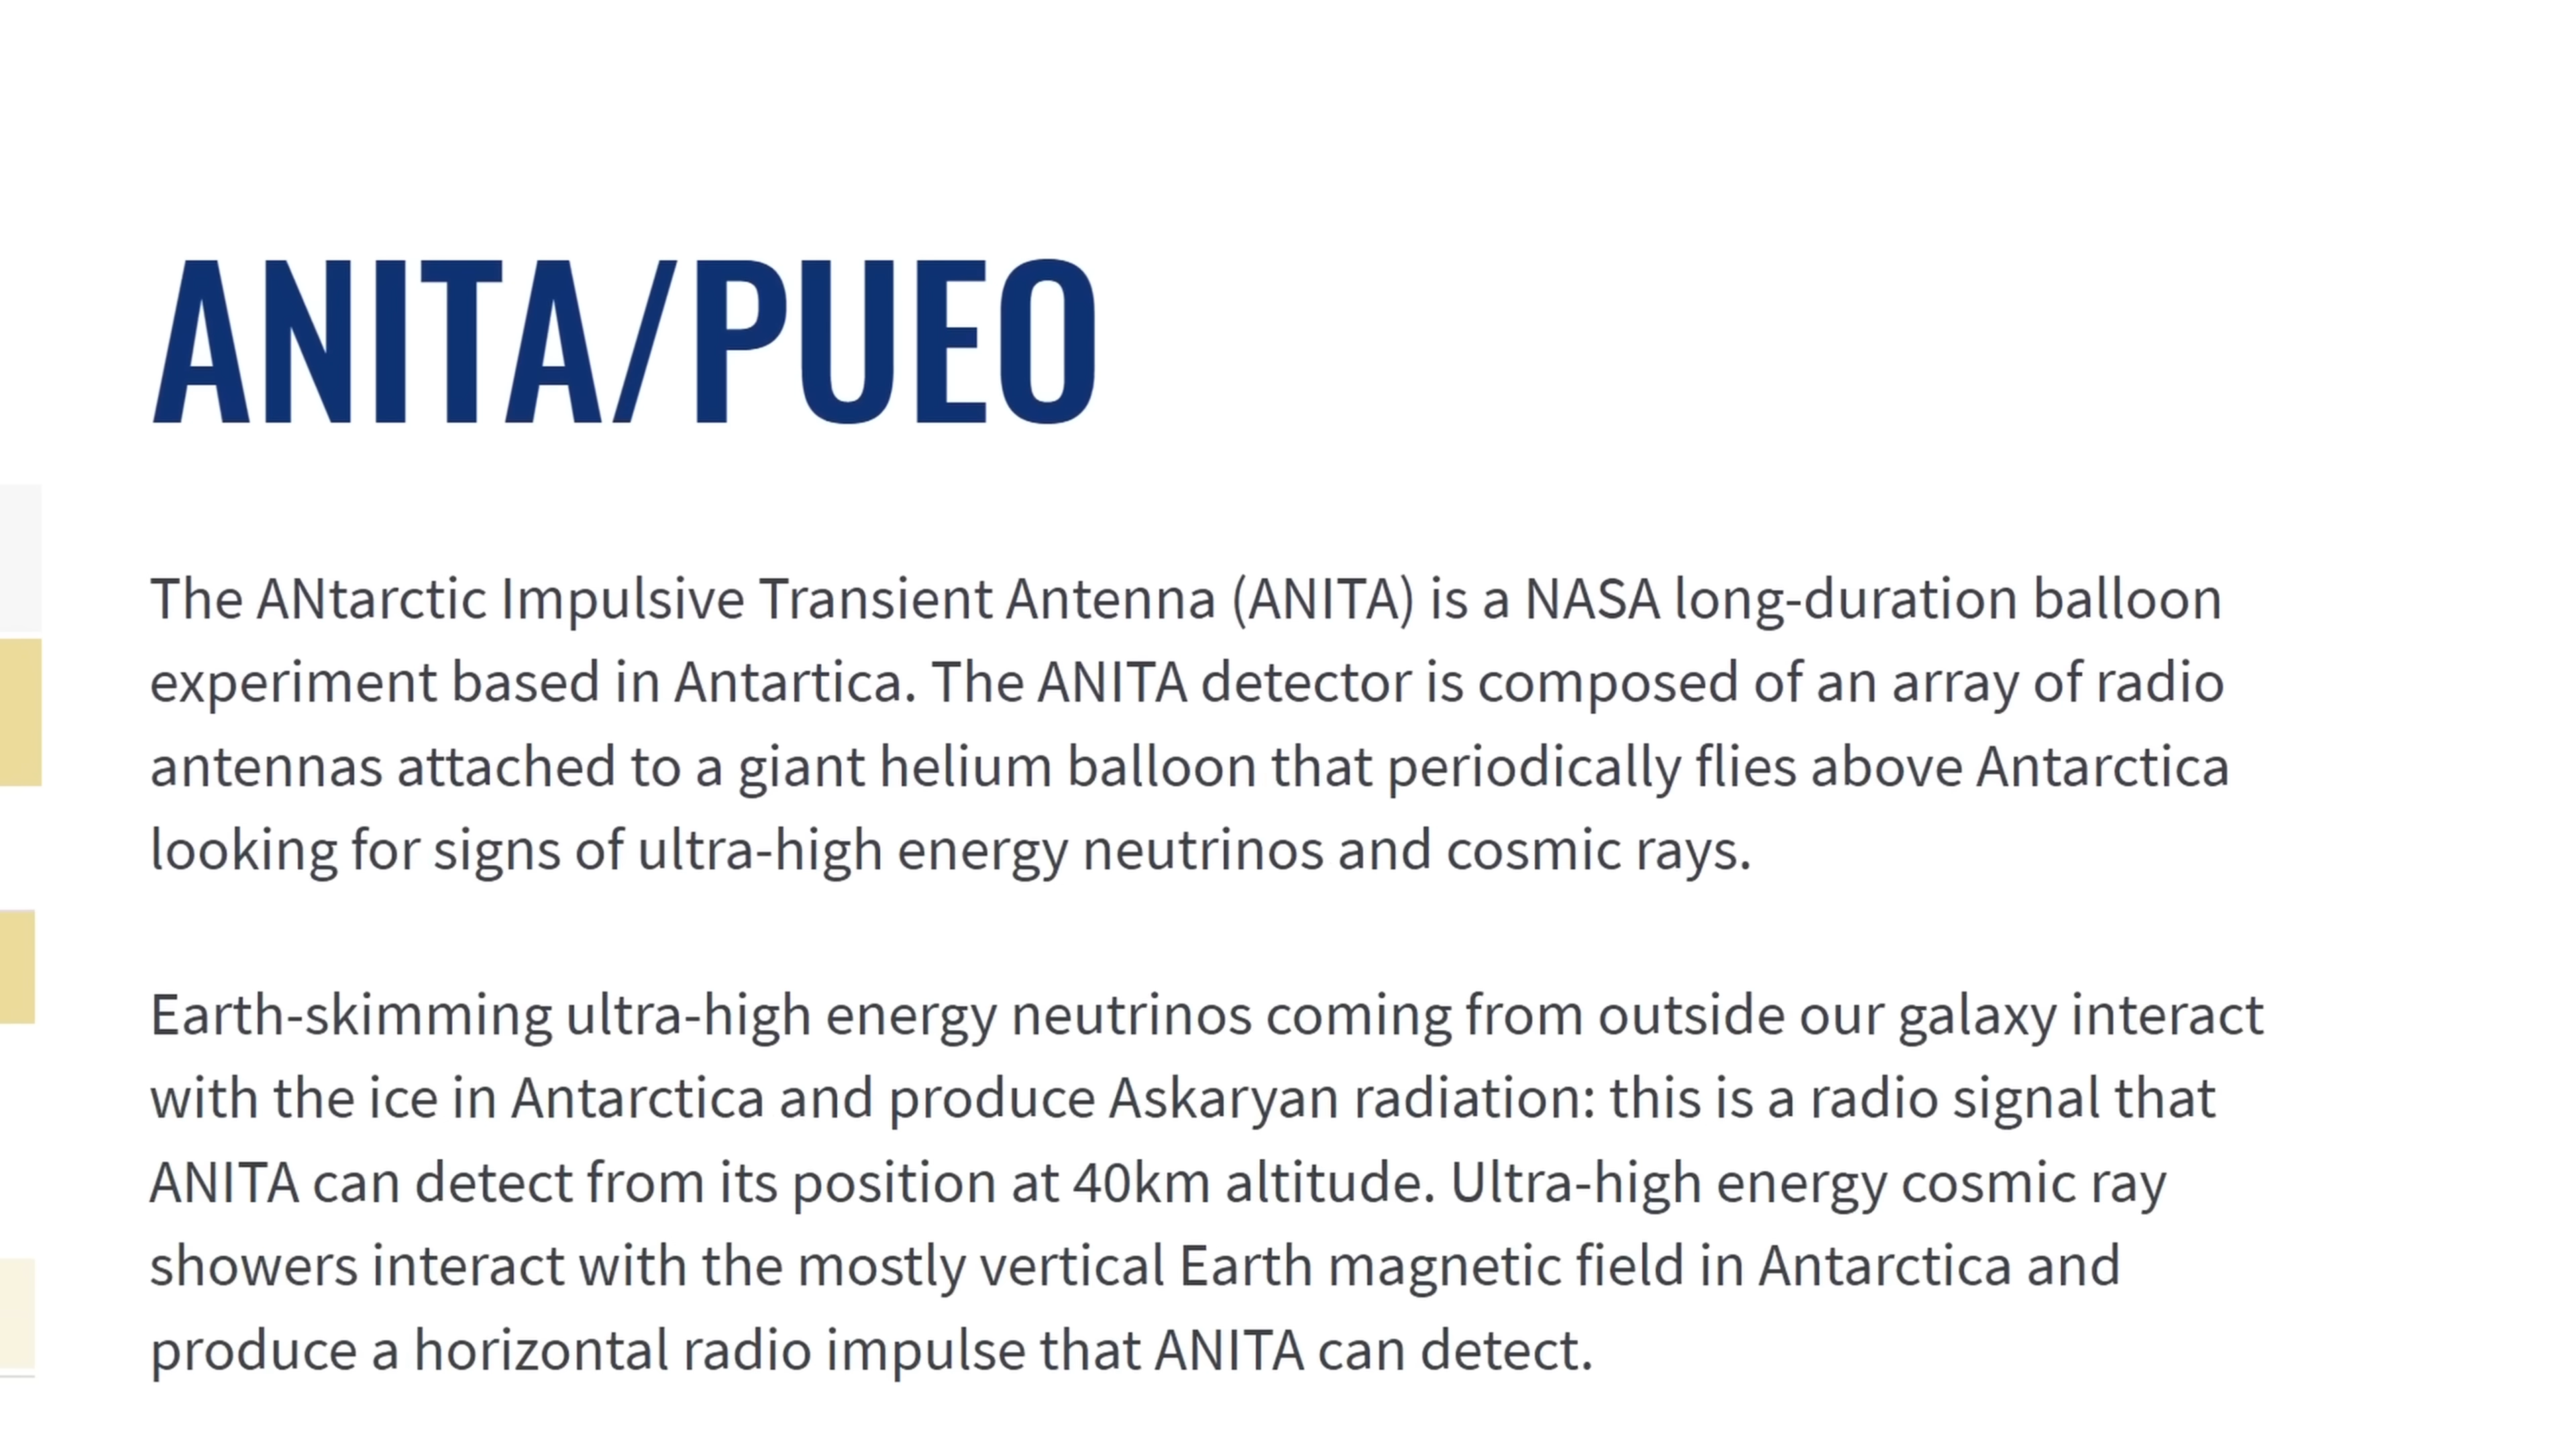 ANITA/PUEO
The ANtarctic Impulsive Transient Antenna (ANITA) is a NASA long-duration balloon
experiment based in Antartica. The ANITA detector is composed of an array of radio
antennas attached to a giant helium balloon that periodically flies above Antarctica
looking for signs of ultra-high energy neutrinos and cosmic rays.
Earth-skimming ultra-high energy neutrinos coming from outside our galaxy interact
with the ice in Antarctica and produce Askaryan radiation: this is a radio signal that
ANITA can detect from its position at 40km altitude. Ultra-high energy cosmic ray
showers interact with the mostly vertical Earth magnetic field in Antarctica and
produce a horizontal radio impulse that ANITA can detect.